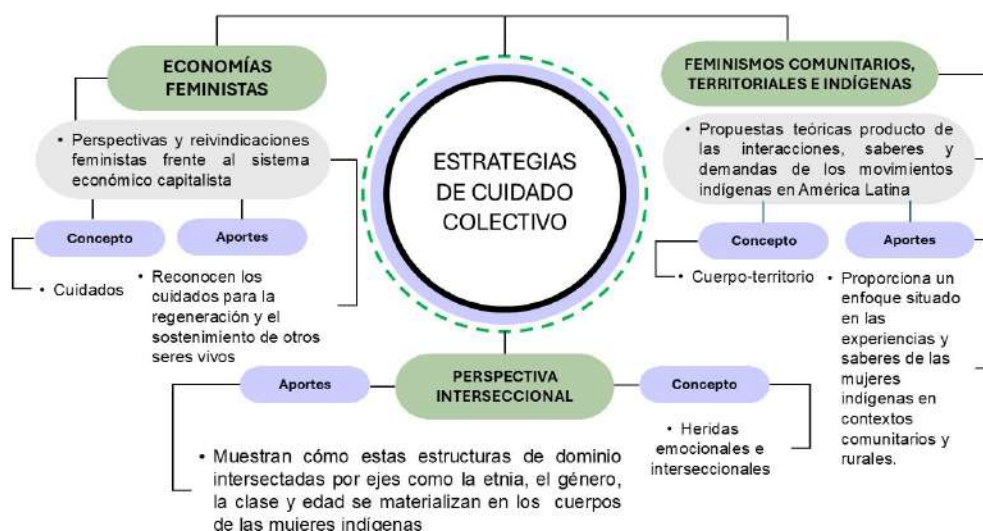 ECONOMÍAS
FEMINISTAS
• Perspectivas y reivindicaciones
feministas frente al sistema
económico capitalista
Concepto
• Cuidados
Aportes
• Reconocen los
cuidados para la
regeneración y el
sostenimiento de otros
seres vivos
ESTRATEGIAS
DE CUIDADO
COLECTIVO
FEMINISMOS COMUNITARIOS,
TERRITORIALES E INDÍGENAS
• Propuestas teóricas producto de
las interacciones, saberes y
demandas de los movimientos
indígenas en América Latina
Concepto
• Cuerpo-territorio
Aportes
• Proporciona un
enfoque situado
en las
experiencias y
saberes de las
mujeres
indígenas en
contextos
comunitarios y
rurales.
PERSPECTIVA
INTERSECCIONAL
Aportes
• Muestran cómo estas estructuras de dominio
intersectadas por ejes como la etnia, el género,
la clase y edad se materializan en los cuerpos
de las mujeres indígenas
Concepto
• Heridas
emocionales e
interseccionales